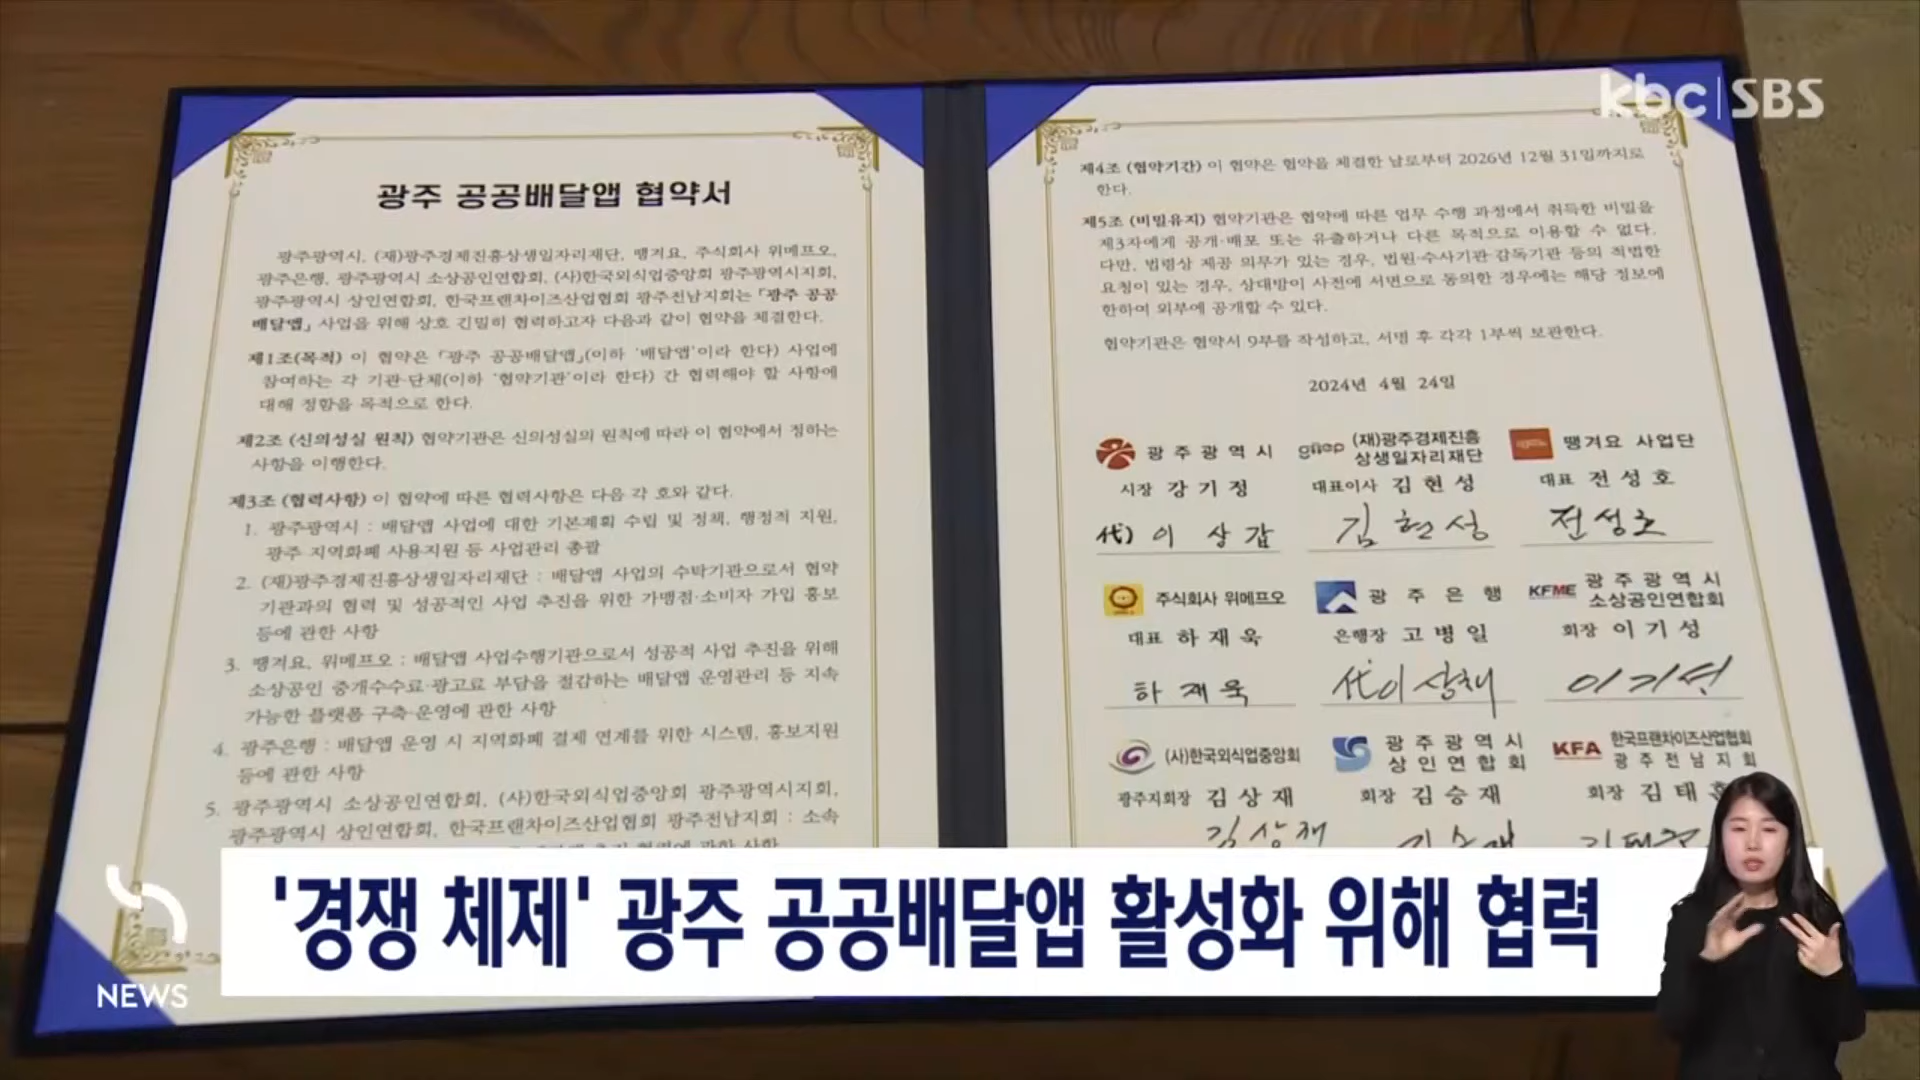 kbc SBS
광주 공공배달앱 협약서
광주광역시, (재)광주경제진흥상생일자리재단, 땡겨요, 주식회사 위메프오,
광주은행, 광주광역시 소상공인연합회, (사)한국외식업중앙회 광주광역시지회,
광주광역시 상인연합회, 한국프랜차이즈산업협회 광주전남지회는 「광주 공공
배달앱」 사업을 위해 상호 긴밀히 협력하고자 다음과 같이 협약을 체결한다.
제1조(목적) 이 협약은 「광주 공공배달앱」(이하 '배달앱'이라 한다) 사업에
참여하는 각 기관·단체(이하 '협약기관'이라 한다) 간 협력해야 할 사항에
대해 정함을 목적으로 한다.
제2조 (신의성실 원칙) 협약기관은 신의성실의 원칙에 따라 이 협약에서 정하는
사항을 이행한다.
제3조 (협력사항) 이 협약에 따른 협력사항은 다음 각 호와 같다.
1. 광주광역시 : 배달앱 사업에 대한 기본계획 수립 및 정책, 행정적 지원,
광주 지역화폐 사용지원 등 사업관리 총괄
2. (재)광주경제진흥상생일자리재단 : 배달앱 사업의 수탁기관으로서 협약
기관과의 협력 및 성공적인 사업 추진을 위한 가맹점·소비자 가입 홍보
등에 관한 사항
3. 땡겨요, 위메프오 : 배달앱 사업수행기관으로서 성공적 사업 추진을 위해
소상공인 중개수수료·광고료 부담을 절감하는 배달앱 운영관리 등 지속
가능한 플랫폼 구축·운영에 관한 사항
4. 광주은행 : 배달앱 운영 시 지역화폐 결제 연계를 위한 시스템, 홍보지원
등에 관한 사항
5. 광주광역시 소상공인연합회, (사)한국외식업중앙회 광주광역시지회,
광주광역시 상인연합회, 한국프랜차이즈산업협회 광주전남지회 : 소속
제4조 (협약기간) 이 협약은 협약을 체결한 날로부터 2026년 12월 31일까지로
한다.
제5조 (비밀유지) 협약기관은 협약에 따른 업무 수행 과정에서 취득한 비밀을
제3자에게 공개·배포 또는 유출하거나 다른 목적으로 이용할 수 없다.
다만, 법령상 제공 의무가 있는 경우, 법원·수사기관·감독기관 등의 적법한
요청이 있는 경우, 상대방이 사전에 서면으로 동의한 경우에는 해당 정보에
한하여 외부에 공개할 수 있다.
협약기관은 협약서 9부를 작성하고, 서명 후 각각 1부씩 보관한다.
2024년 4월 24일
광주광역시 (재)광주경제진흥 상생일자리재단 땡겨요 사업단
시장 강기정 대표이사 김현성 대표 전성호
代) 이상갑 김현성 전성호
주식회사 위메프오 광주은행 KFME 광주광역시 소상공인연합회
대표 하재욱 은행장 고병일 회장 이기성
하재욱 代이상채 이기성
(사)한국외식업중앙회 광주광역시 상인연합회 KFA 한국프랜차이즈산업협회 광주전남지회
광주지회장 김상재 회장 김승재 회장 김태
김상재
'경쟁 체제' 광주 공공배달앱 활성화 위해 협력
NEWS